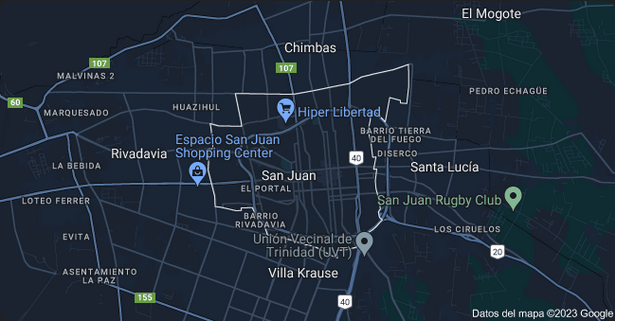 El Mogote
Chimbas
107
107
MALVINAS 2
PEDRO ECHAGÜE
60
HUAZIHUL
MARQUESADO
Hiper Libertad
BARRIO TIERRA
DEL FUEGO
Espacio San Juan
Shopping Center
DISERCO
Rivadavia
40
LA BEBIDA
Santa Lucía
San Juan
EL PORTAL
LOTEO FERRER
San Juan Rugby Club
BARRIO
RIVADAVIA
LOS CIRUELOS
EVITA
Unión Vecinal de
Trinidad (UVT)
20
ASENTAMIENTO
LA PAZ
Villa Krause
155
40
Datos del mapa ©2023 Google